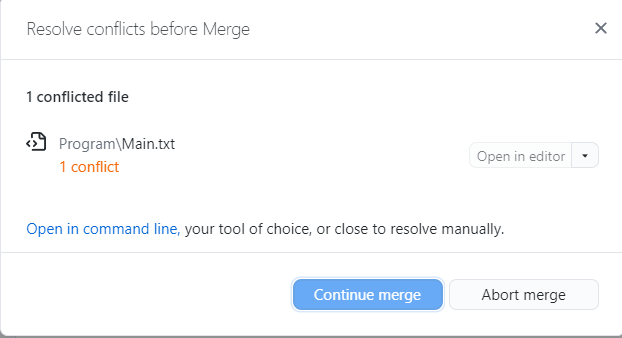 Resolve conflicts before Merge
1 conflicted file
Program\Main.txt
1 conflict
Open in editor
Open in command line, your tool of choice, or close to resolve manually.
Continue merge
Abort merge